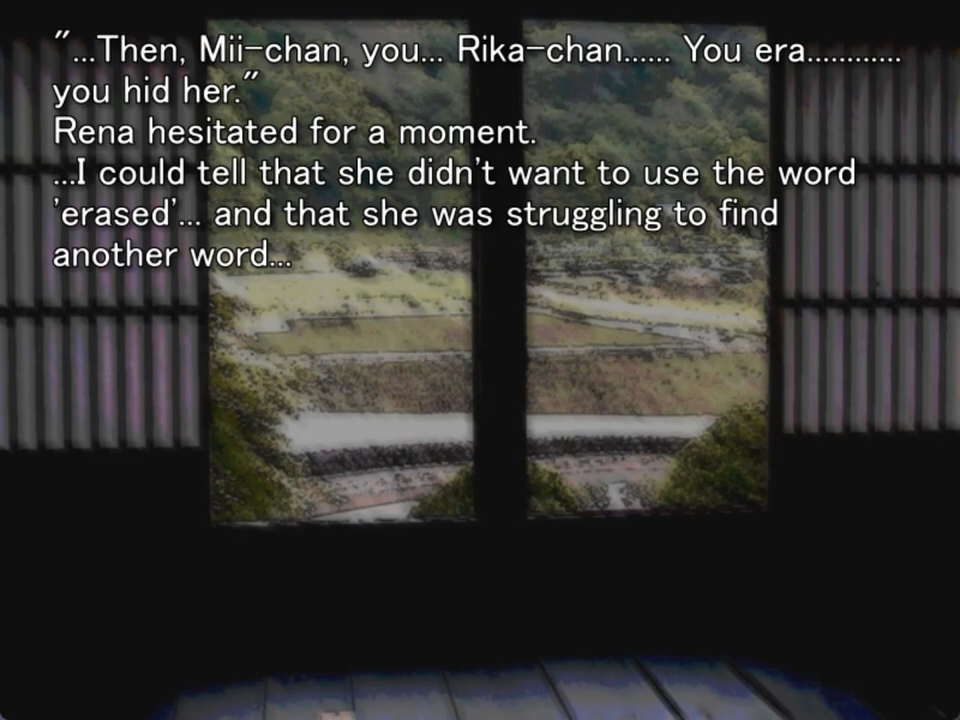 "...Then, Mii-chan, you... Rika-chan...... You era............
you hid her."
Rena hesitated for a moment.
...I could tell that she didn't want to use the word
'erased'... and that she was struggling to find
another word...